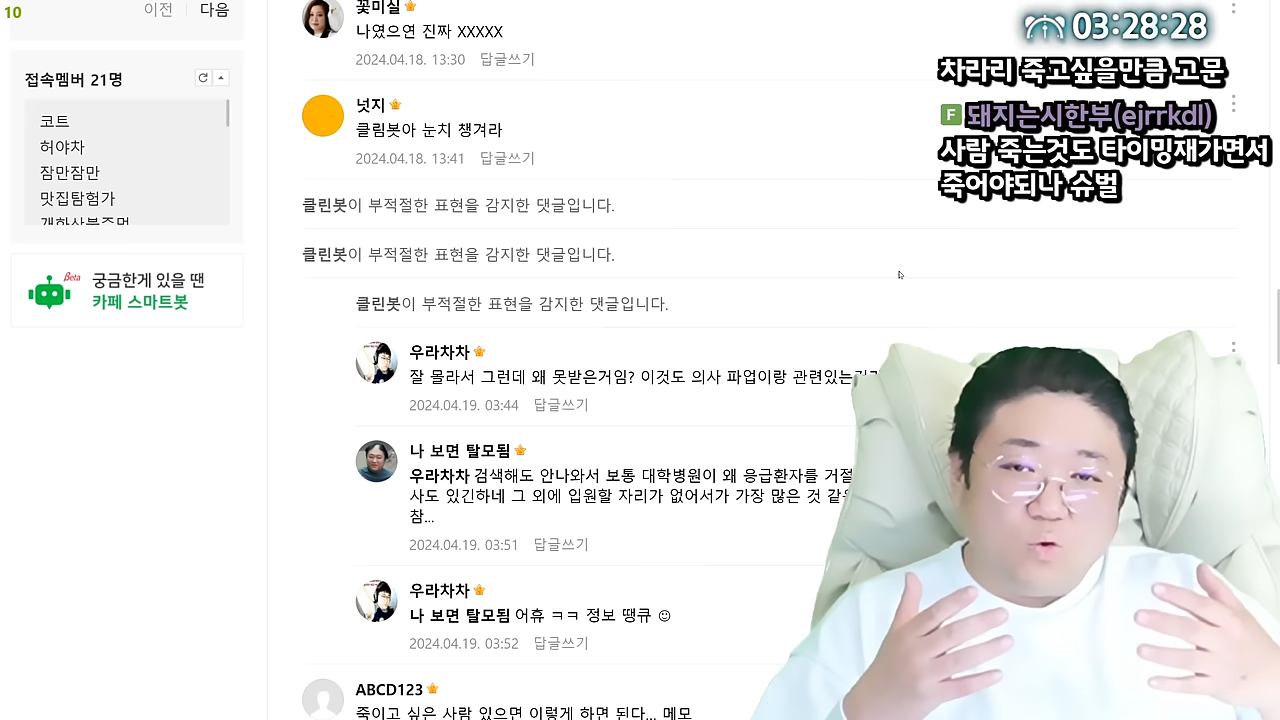 10
이전
다음
접속멤버 21명
코트
허야차
잠만잠만
맛집탐험가
개화산불주먹
Beta
궁금한게 있을 땐
카페 스마트봇
꽃미실
나였으연 진짜 XXXXX
2024.04.18. 13:30 답글쓰기
넛지
클림븟아 눈치 챙겨라
2024.04.18. 13:41 답글쓰기
클린봇이 부적절한 표현을 감지한 댓글입니다.
클린봇이 부적절한 표현을 감지한 댓글입니다.
클린봇이 부적절한 표현을 감지한 댓글입니다.
우라차차
잘 몰라서 그런데 왜 못받은거임? 이것도 의사 파업이랑
2024.04.19. 03:44 답글쓰기
나 보면 탈모됨
우라차차 검색해도 안나와서 보통 대학병원이 왜 응급환자를
사도 있긴하네 그 외에 입원할 자리가 없어서가 가장 많은 것
참...
2024.04.19. 03:51 답글쓰기
우라차차
나 보면 탈모됨 어휴 ㅋㅋ 정보 땡큐 ☺
2024.04.19. 03:52 답글쓰기
ABCD123
죽이고 싶은 사람 있으면 이렇게 하면 된다... 메모
03:28:28
차라리 죽고싶을만큼 고문
F 돼지는시한부(ejrrkdl)
사람 죽는것도 타이밍재가면서
죽어야되나 슈벌